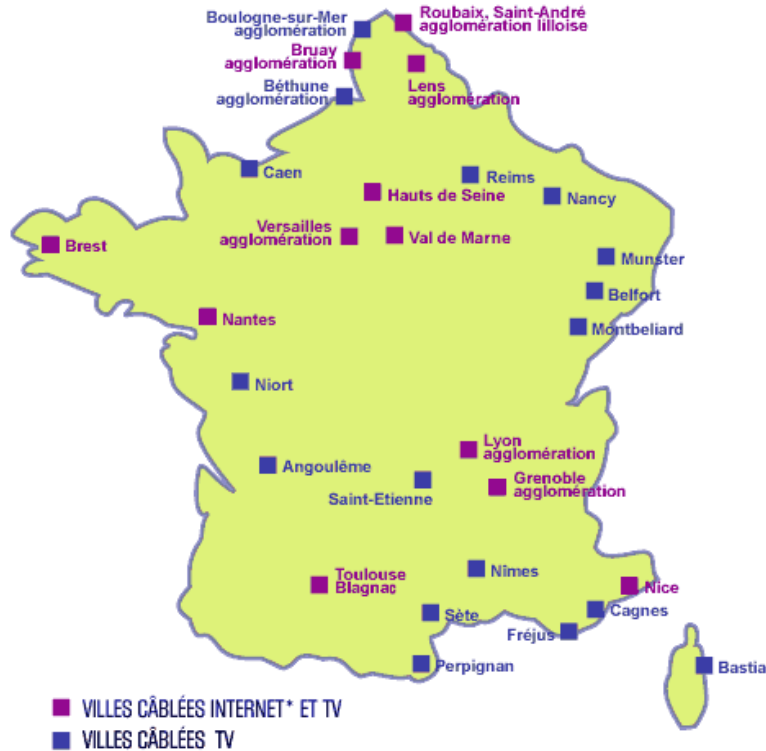 Boulogne-sur-Mer
agglomération
Roubaix, Saint-André
agglomération lilloise
Bruay
agglomération
Béthune
agglomération
Lens
agglomération
Caen
Reims
Hauts de Seine
Nancy
Versailles
agglomération
Val de Marne
Brest
Munster
Belfort
Nantes
Montbeliard
Niort
Lyon
agglomération
Angoulême
Grenoble
agglomération
Saint-Etienne
Toulouse
Blagnac
Nîmes
Nice
Cagnes
Sète
Fréjus
Perpignan
Bastia
VILLES CÂBLÉES INTERNET* ET TV
VILLES CÂBLÉES TV